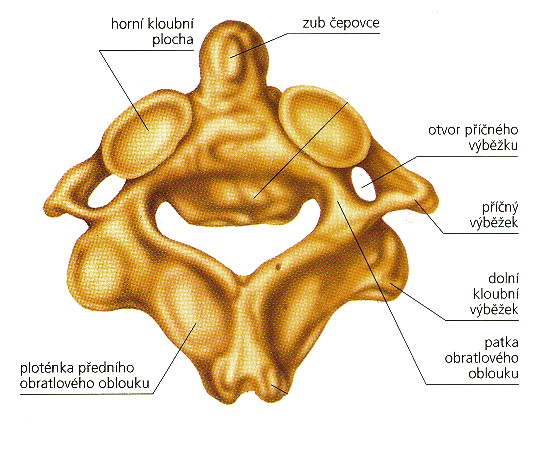 horní kloubní
plocha
zub čepovce
otvor příčného
výběžku
příčný
výběžek
dolní
kloubní
výběžek
patka
obratlového
oblouku
ploténka předního
obratlového oblouku